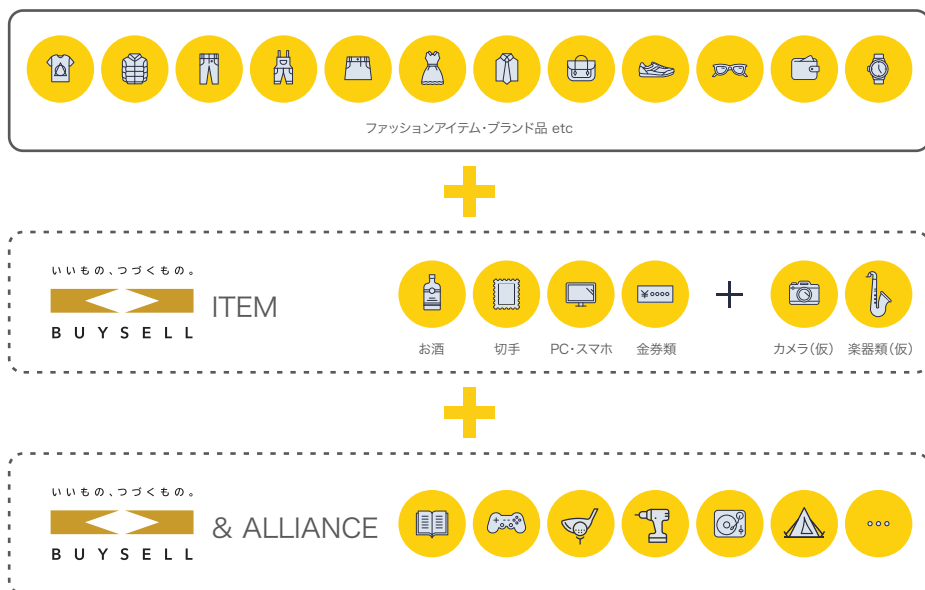 ファッションアイテム・ブランド品 etc
いいもの、つづくもの。
BUYSELL
ITEM
¥
お酒
切手
PC・スマホ
金券類
カメラ(仮)
楽器類(仮)
いいもの、つづくもの。
BUYSELL
& ALLIANCE